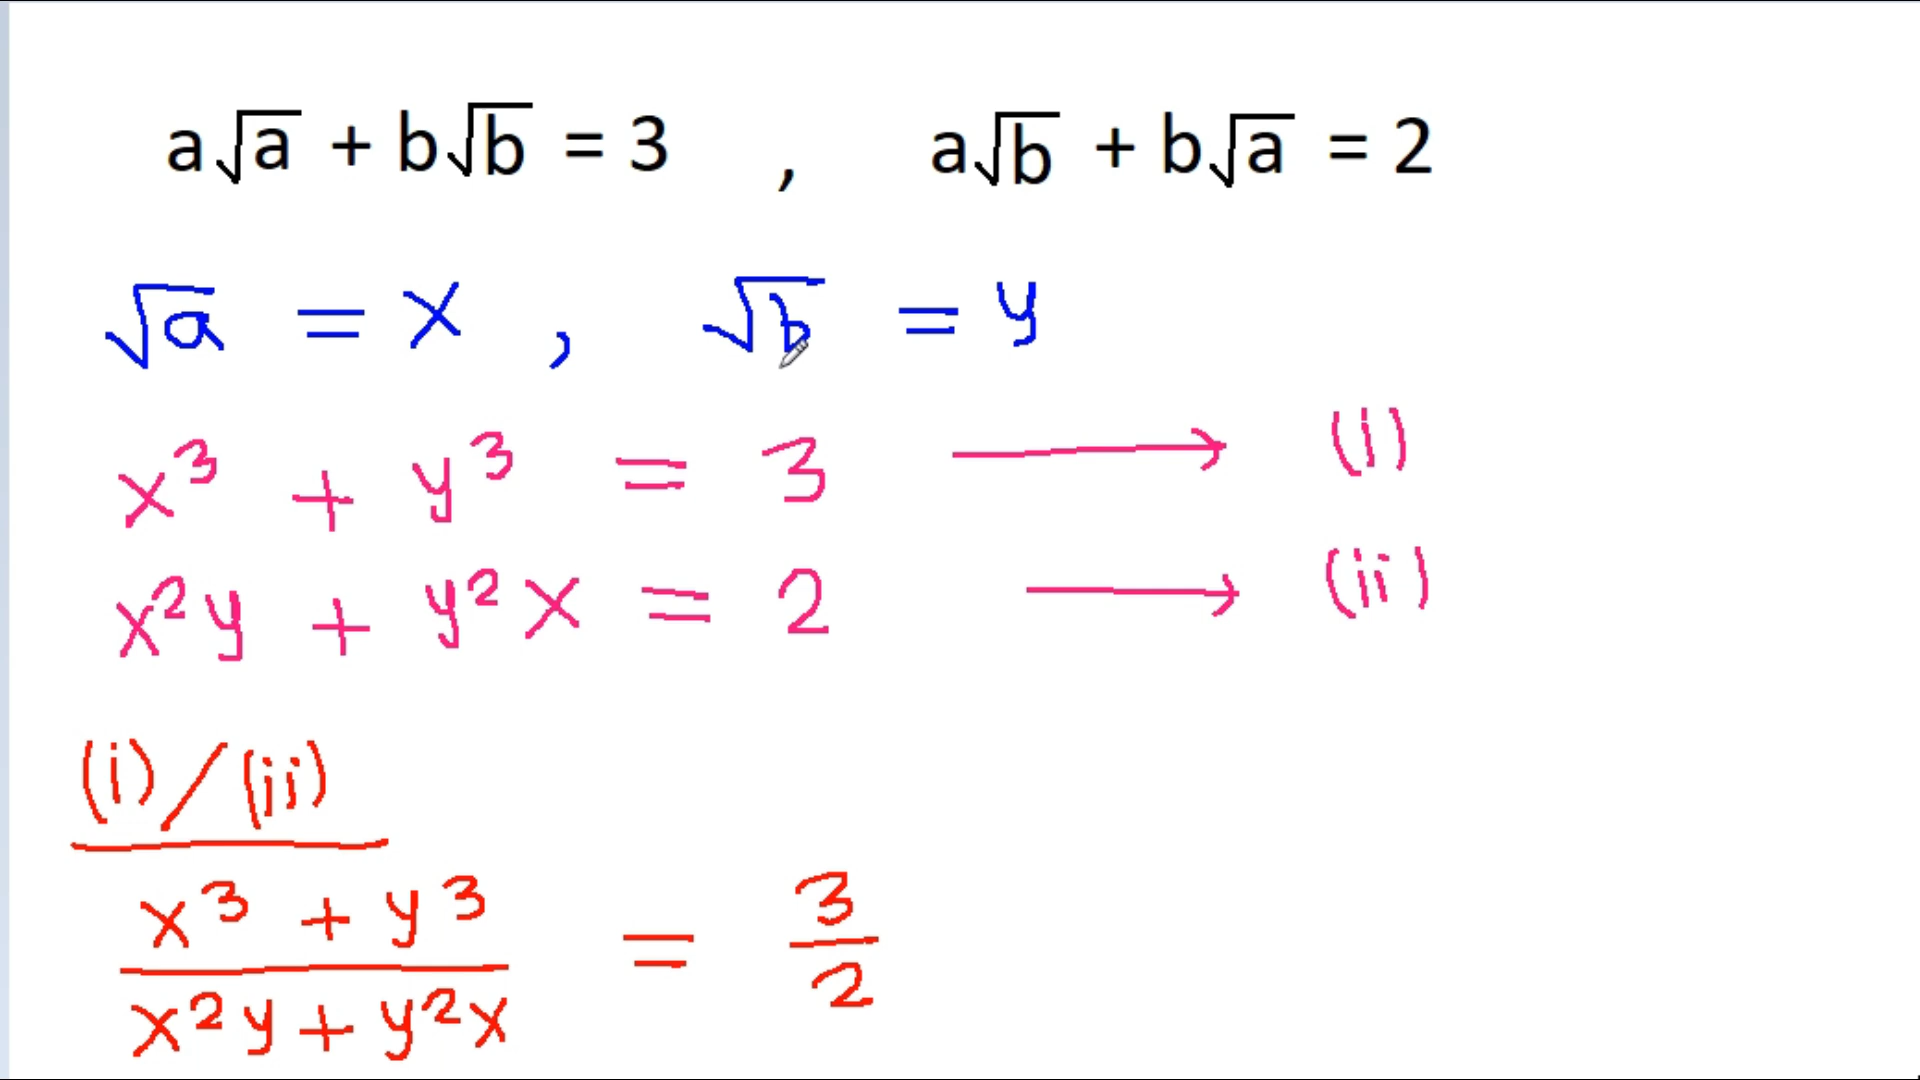 a√a + b√b = 3 , a√b + b√a = 2
√a = x , √b = y
x³ + y³ = 3 ⟶ (i)
x²y + y²x = 2 ⟶ (ii)
(i)/(ii)
x³ + y³
x²y + y²x
=
3
2